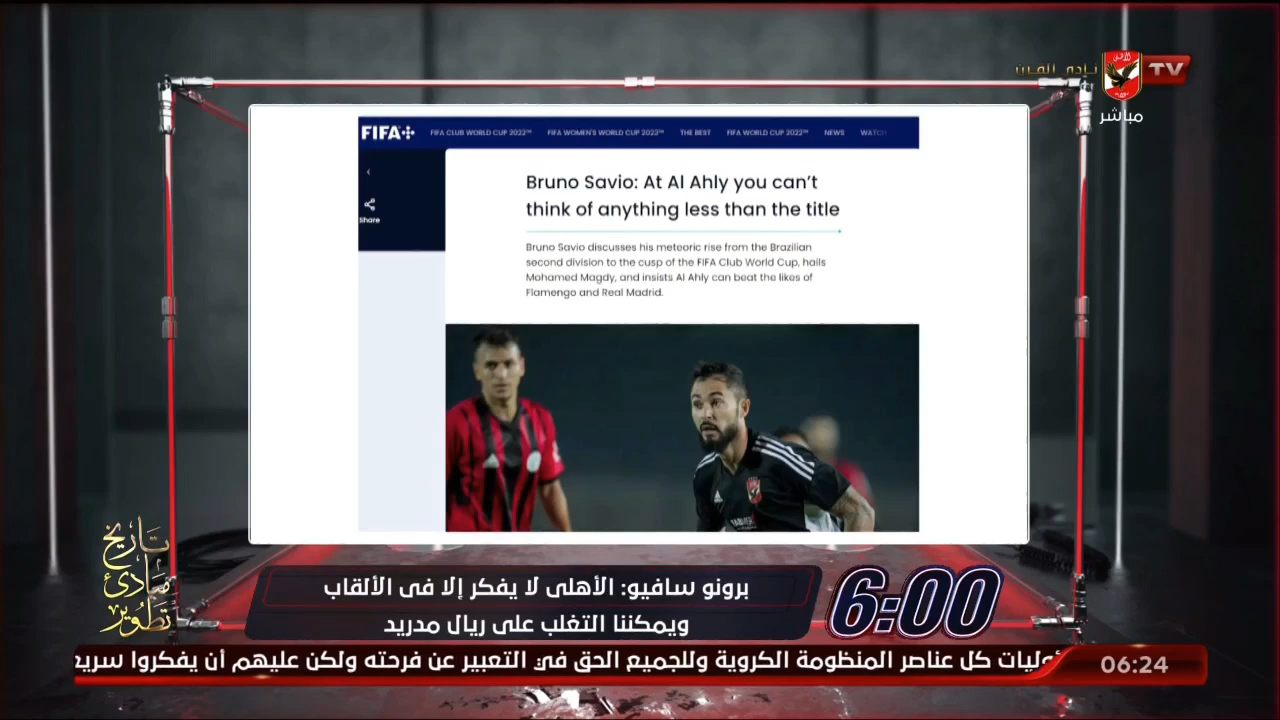 نادي القرن
TV
مباشر
FIFA+
FIFA CLUB WORLD CUP 2022™ FIFA WOMEN'S WORLD CUP 2023™ THE BEST FIFA WORLD CUP 2022™ NEWS WATCH
Share
Bruno Savio: At Al Ahly you can't
think of anything less than the title
Bruno Savio discusses his meteoric rise from the Brazilian
second division to the cusp of the FIFA Club World Cup, hails
Mohamed Magdy, and insists Al Ahly can beat the likes of
Flamengo and Real Madrid.
تاريخ
مبادئ
تطوير
برونو سافيو: الأهلى لا يفكر إلا فى الألقاب
ويمكننا التغلب على ريال مدريد
6:00
كل عناصر المنظومة الكروية وللجميع الحق في التعبير عن فرحته ولكن عليهم أن يفكروا
06:24